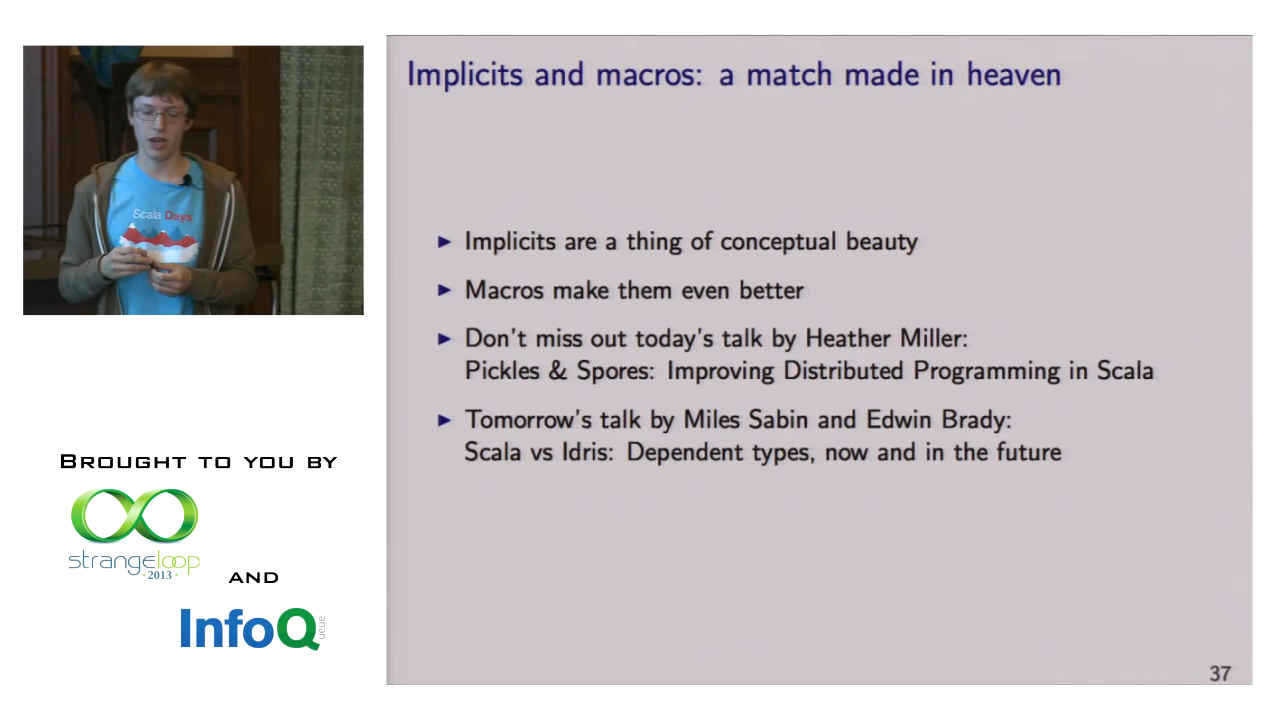 Scala Days
BROUGHT TO YOU BY
strangeloop
·2013·
AND
InfoQ
ueue
Implicits and macros: a match made in heaven
► Implicits are a thing of conceptual beauty
► Macros make them even better
► Don't miss out today's talk by Heather Miller:
Pickles & Spores: Improving Distributed Programming in Scala
► Tomorrow's talk by Miles Sabin and Edwin Brady:
Scala vs Idris: Dependent types, now and in the future
37